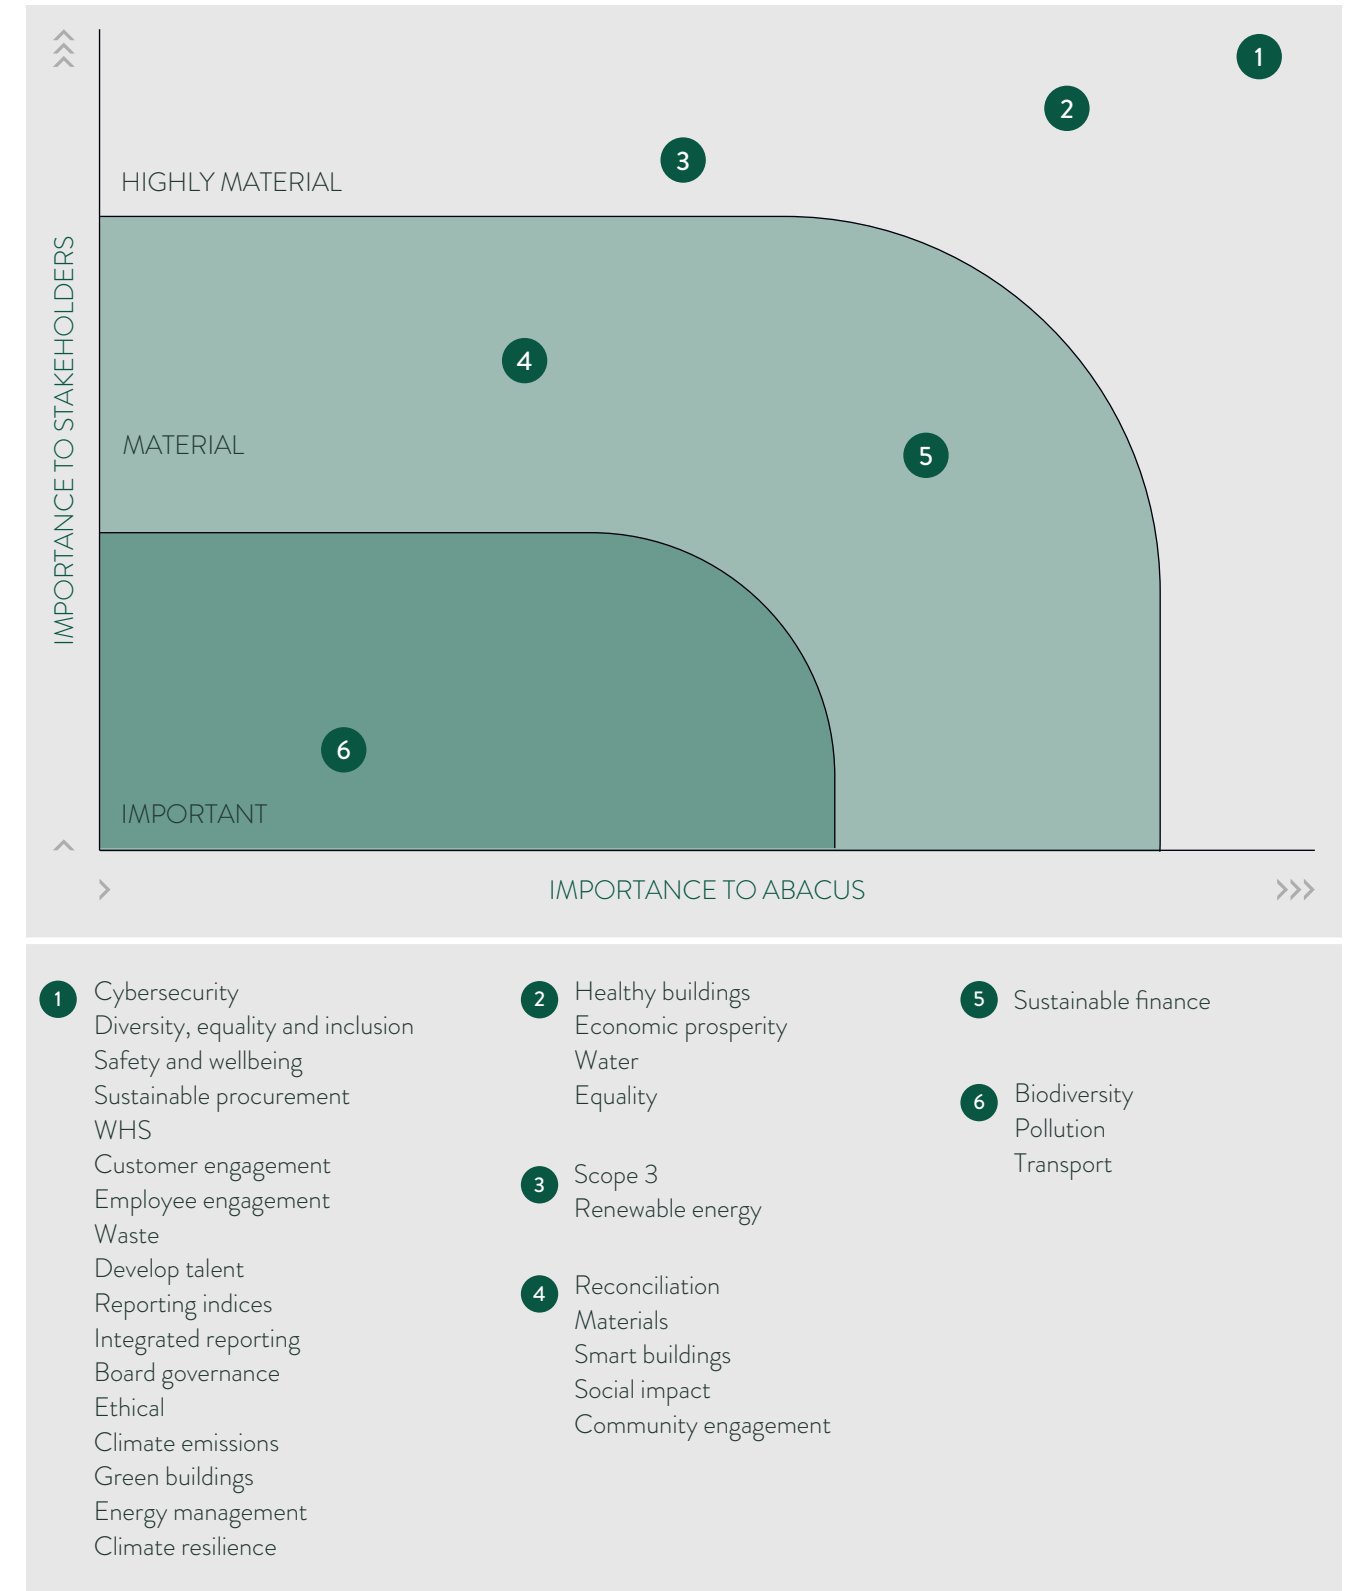 1
2
3
HIGHLY MATERIAL
4
MATERIAL
5
6
IMPORTANT
IMPORTANCE TO STAKEHOLDERS
IMPORTANCE TO ABACUS
1
Cybersecurity
Diversity, equality and inclusion
Safety and wellbeing
Sustainable procurement
WHS
Customer engagement
Employee engagement
Waste
Develop talent
Reporting indices
Integrated reporting
Board governance
Ethical
Climate emissions
Green buildings
Energy management
Climate resilience
2
Healthy buildings
Economic prosperity
Water
Equality
3
Scope 3
Renewable energy
4
Reconciliation
Materials
Smart buildings
Social impact
Community engagement
5
Sustainable finance
6
Biodiversity
Pollution
Transport